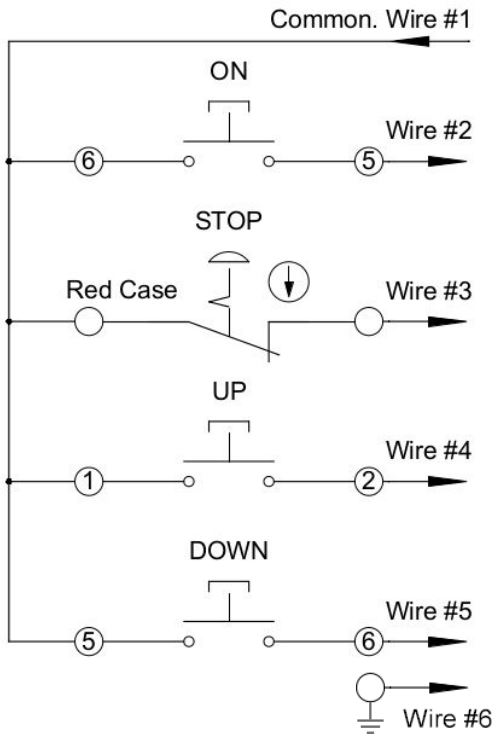 Common. Wire #1
ON
Wire #2
6
5
STOP
Red Case
Wire #3
UP
Wire #4
1
2
DOWN
Wire #5
5
6
Wire #6